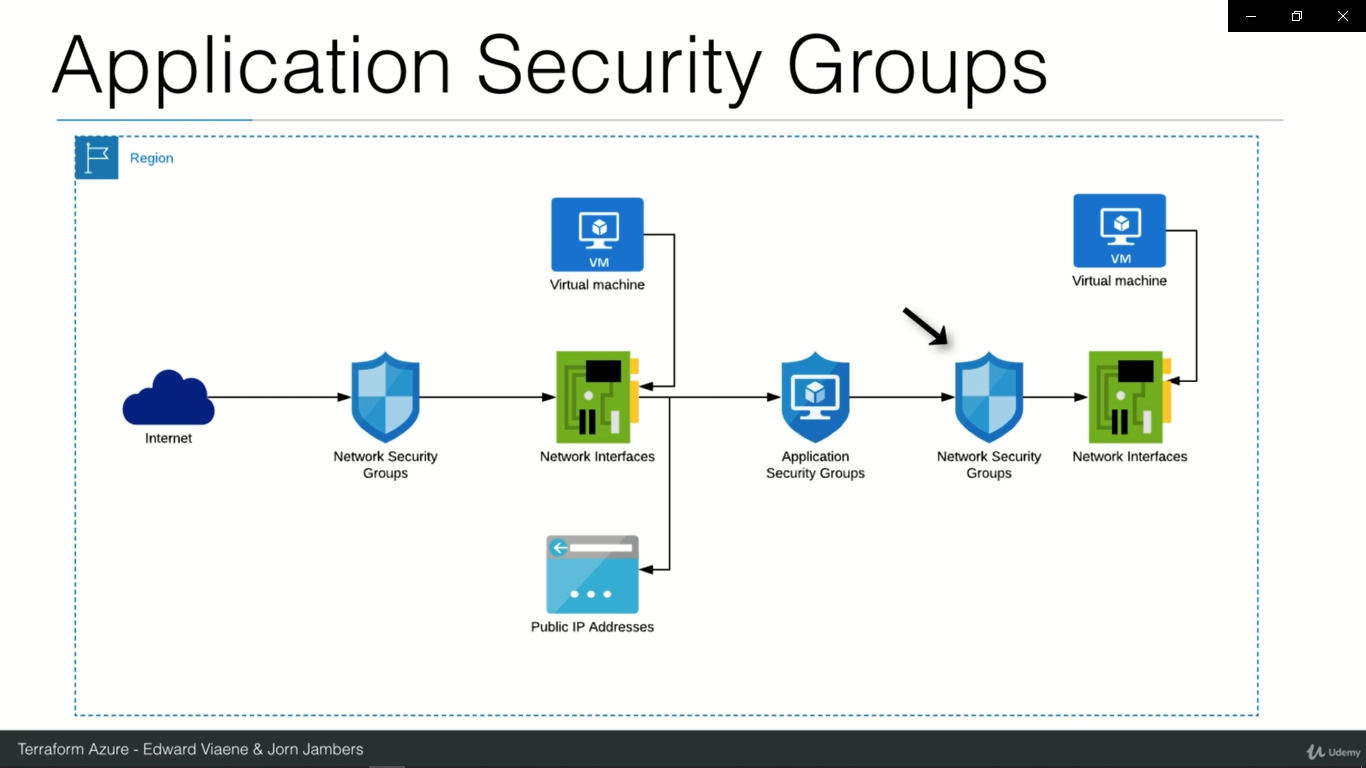 Application Security Groups
Region
VM
Virtual machine
VM
Virtual machine
Internet
Network Security
Groups
Network Interfaces
Application
Security Groups
Network Security
Groups
Network Interfaces
Public IP Addresses
Terraform Azure - Edward Viaene & Jorn Jambers
Udemy